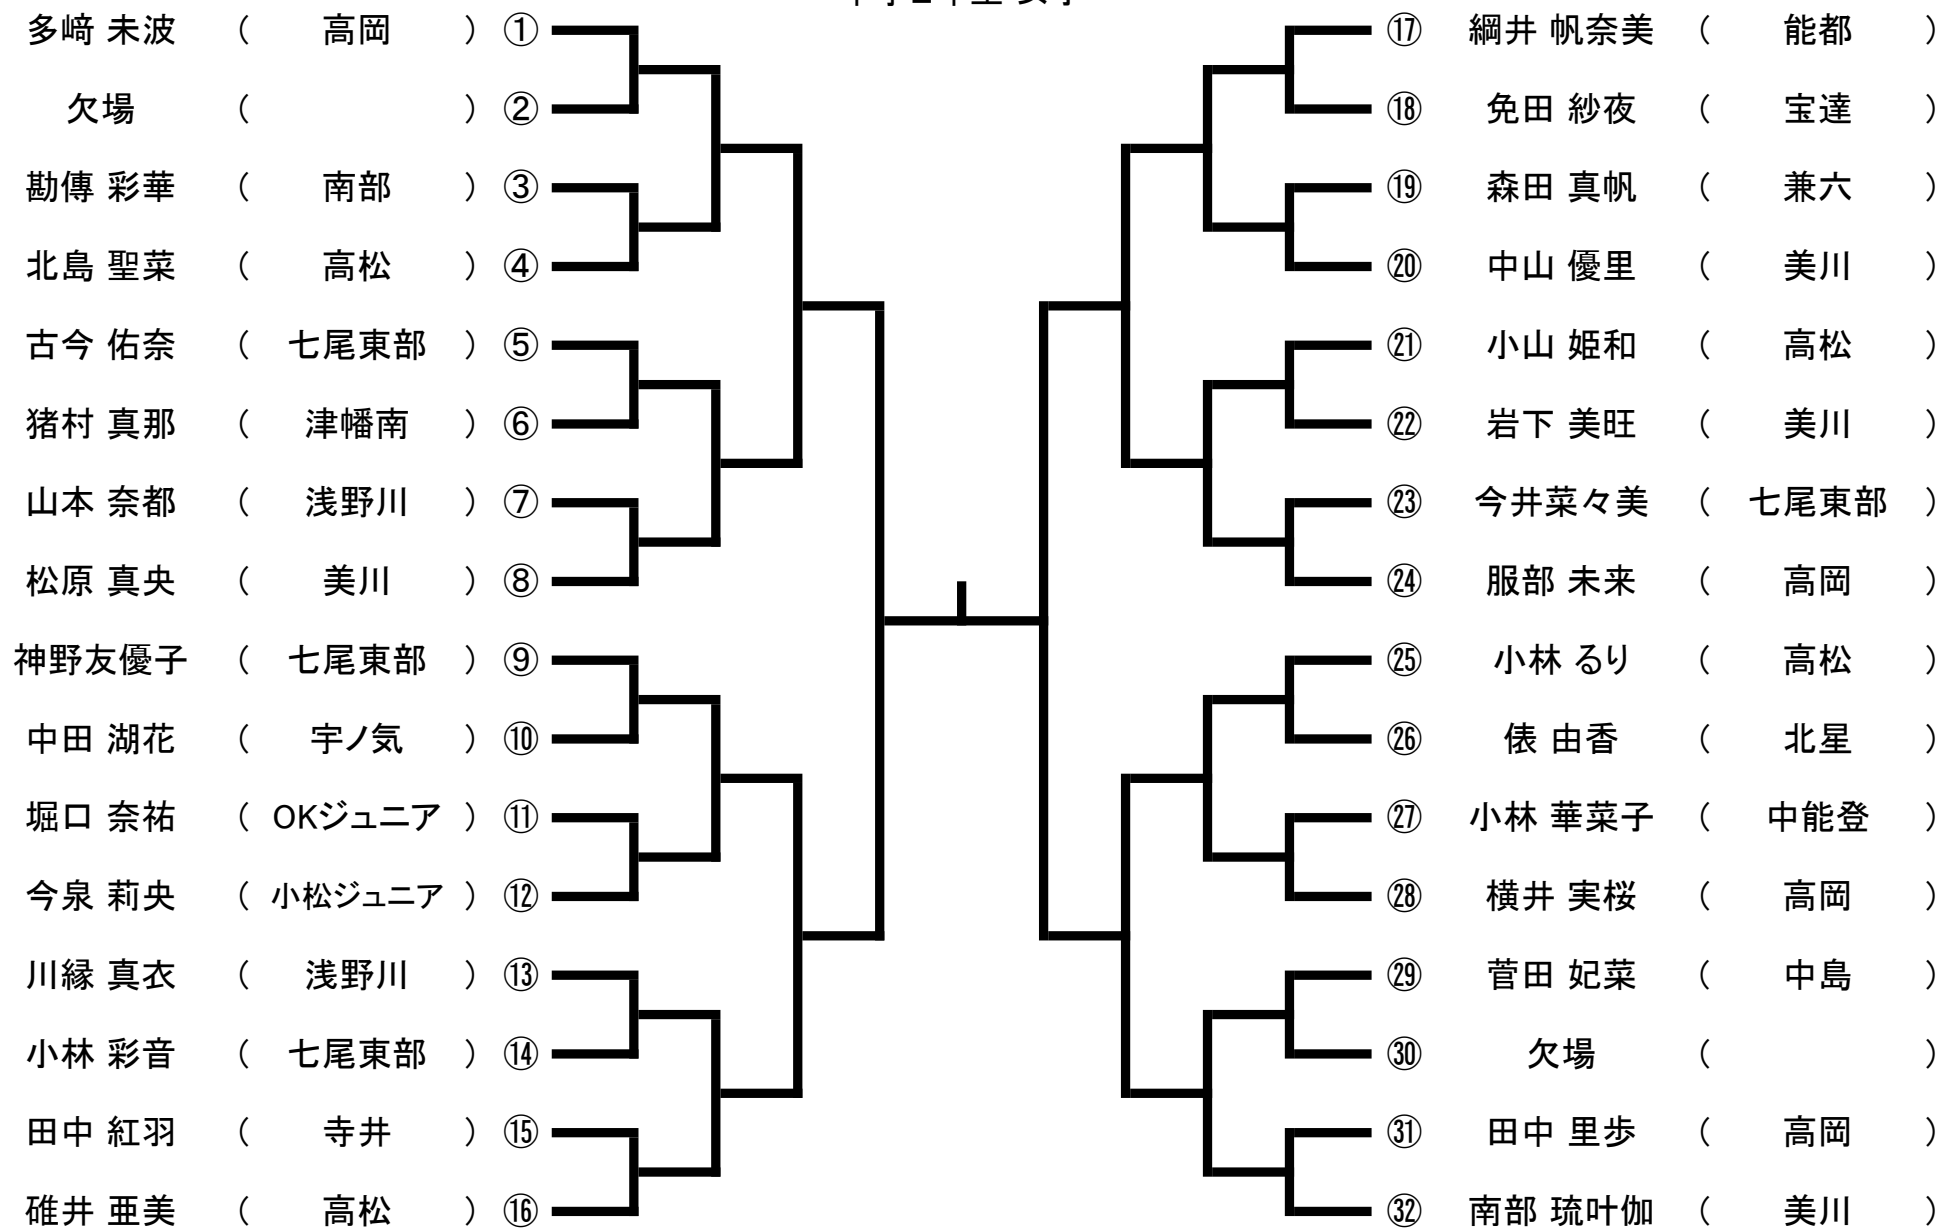 多﨑 未波 ( 高岡 ) ①
欠場 ( ) ②
勘傳 彩華 ( 南部 ) ③
北島 聖菜 ( 高松 ) ④
古今 佑奈 ( 七尾東部 ) ⑤
猪村 真那 ( 津幡南 ) ⑥
山本 奈都 ( 浅野川 ) ⑦
松原 真央 ( 美川 ) ⑧
神野友優子 ( 七尾東部 ) ⑨
中田 湖花 ( 宇ノ気 ) ⑩
堀口 奈祐 ( OKジュニア ) ⑪
今泉 莉央 ( 小松ジュニア ) ⑫
川縁 真衣 ( 浅野川 ) ⑬
小林 彩音 ( 七尾東部 ) ⑭
田中 紅羽 ( 寺井 ) ⑮
碓井 亜美 ( 高松 ) ⑯
⑰ 綱井 帆奈美 ( 能都 )
⑱ 免田 紗夜 ( 宝達 )
⑲ 森田 真帆 ( 兼六 )
⑳ 中山 優里 ( 美川 )
㉑ 小山 姫和 ( 高松 )
㉒ 岩下 美旺 ( 美川 )
㉓ 今井菜々美 ( 七尾東部 )
㉔ 服部 未来 ( 高岡 )
㉕ 小林 るり ( 高松 )
㉖ 俵 由香 ( 北星 )
㉗ 小林 華菜子 ( 中能登 )
㉘ 横井 実桜 ( 高岡 )
㉙ 菅田 妃菜 ( 中島 )
㉚ 欠場 ( )
㉛ 田中 里歩 ( 高岡 )
㉜ 南部 琉叶伽 ( 美川 )